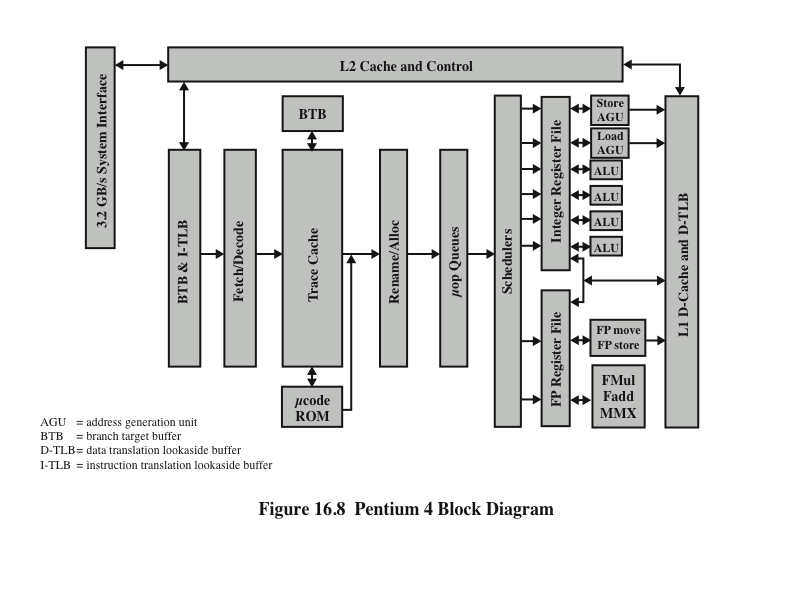 L2 Cache and Control
3.2 GB/s System Interface
BTB
BTB & I-TLB
Fetch/Decode
Trace Cache
µcode
ROM
Rename/Alloc
µop Queues
Schedulers
Integer Register File
FP Register File
Store
AGU
Load
AGU
ALU
ALU
ALU
ALU
FP move
FP store
FMul
Fadd
MMX
L1 D-Cache and D-TLB
AGU = address generation unit
BTB = branch target buffer
D-TLB= data translation lookaside buffer
I-TLB = instruction translation lookaside buffer
Figure 16.8 Pentium 4 Block Diagram